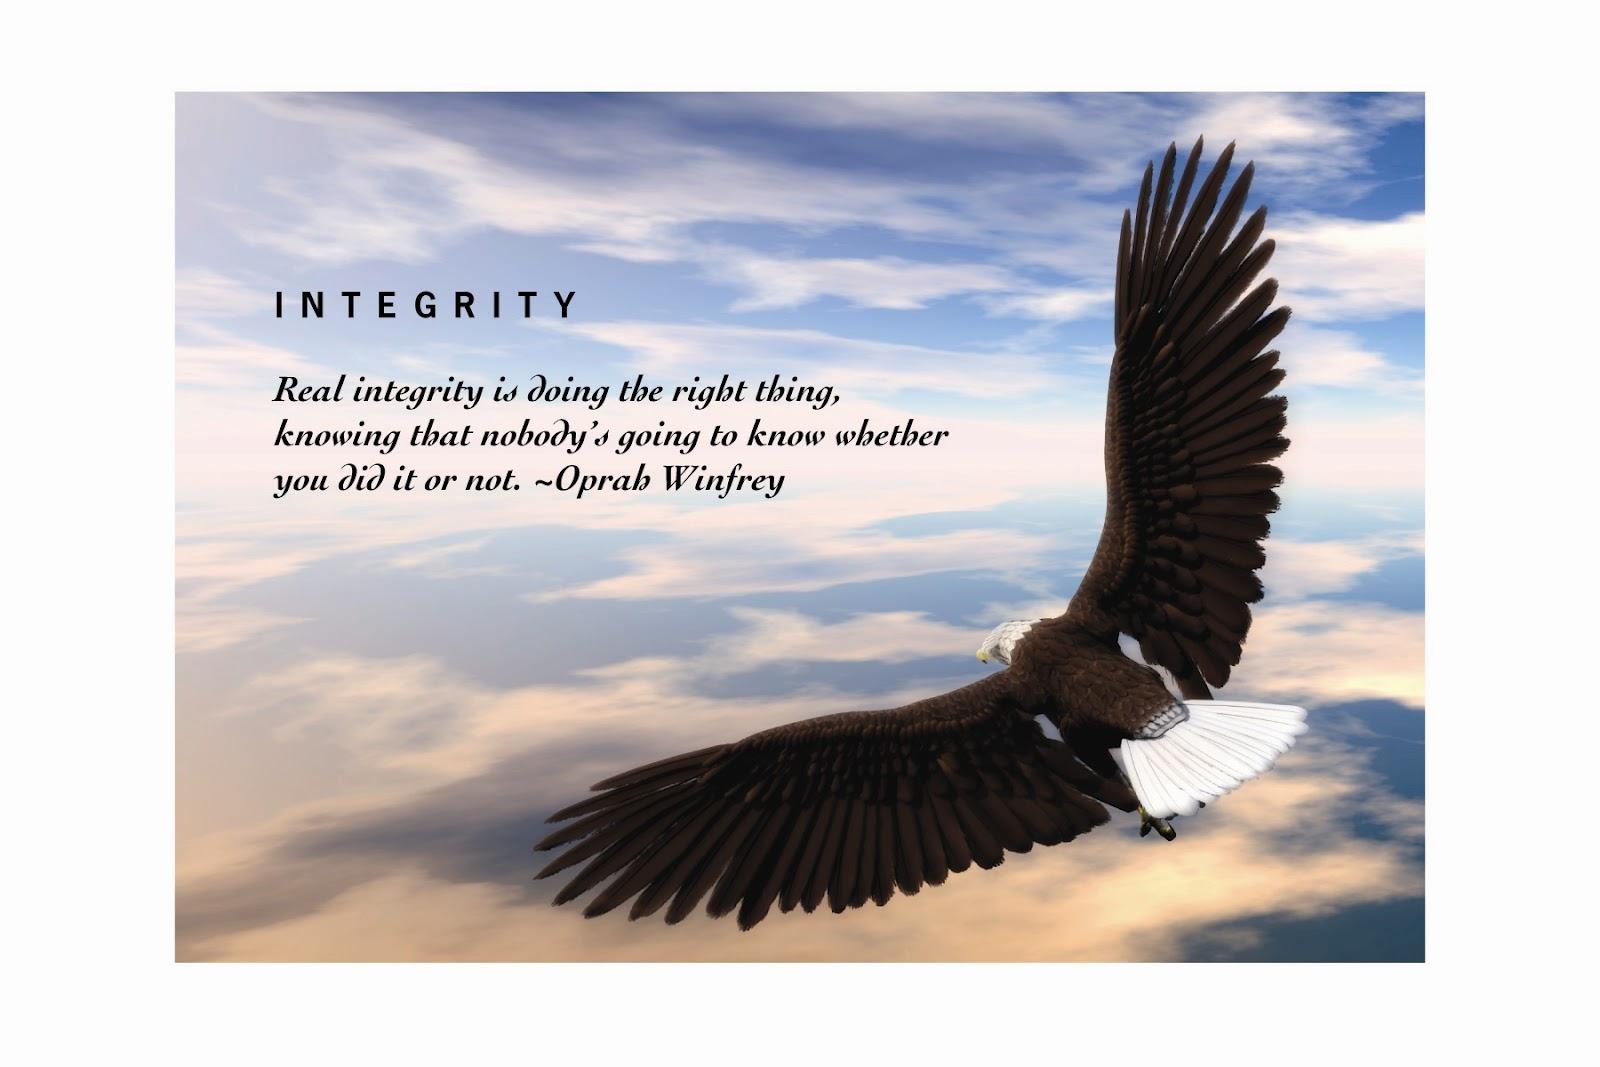 INTEGRITY
Real integrity is doing the right thing,
knowing that nobody's going to know whether
you did it or not. ~Oprah Winfrey